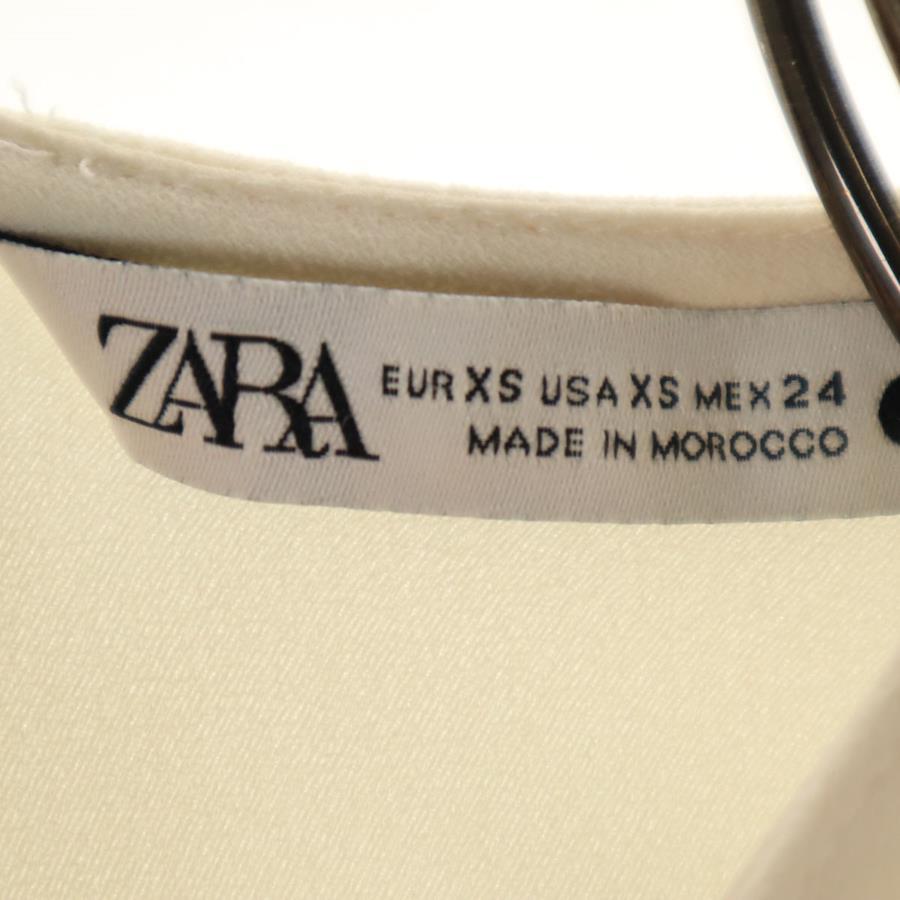 ZARA EUR XS USA XS MEX 24
MADE IN MOROCCO